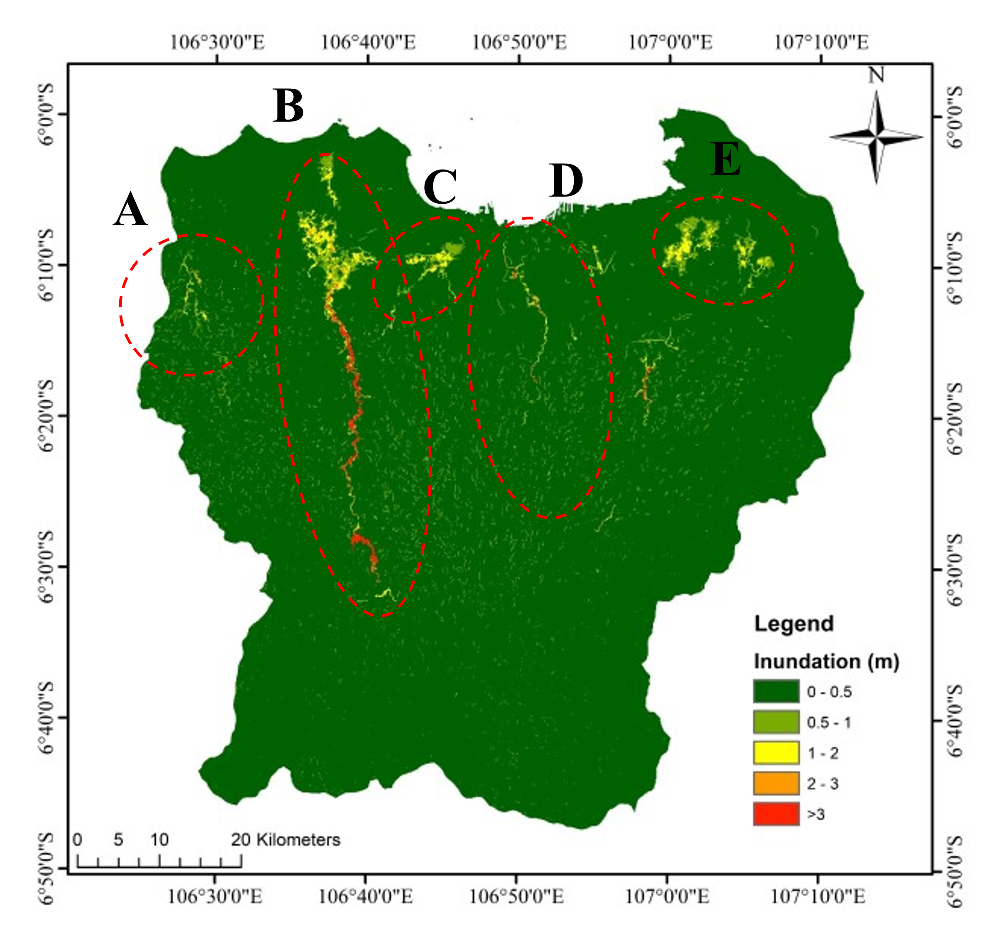 106°30'0"E 106°40'0"E 106°50'0"E 107°0'0"E 107°10'0"E
N
B
6°0'0"S
6°0'0"S
E
D
C
A
6°10'0"S
6°10'0"S
6°20'0"S
6°20'0"S
6°30'0"S
6°30'0"S
Legend
Inundation (m)
0 - 0.5
0.5 - 1
1 - 2
2 - 3
>3
6°40'0"S
6°40'0"S
0 5 10 20 Kilometers
6°50'0"S
6°50'0"S
106°30'0"E 106°40'0"E 106°50'0"E 107°0'0"E 107°10'0"E